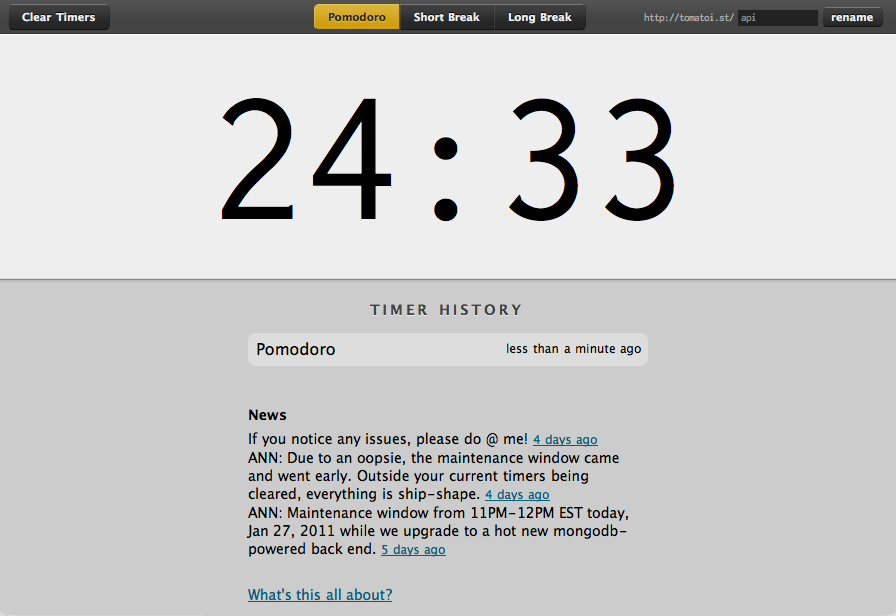 Clear Timers Pomodoro Short Break Long Break http://tomatoi.st/ api rename
24:33
TIMER HISTORY
Pomodoro less than a minute ago
News
If you notice any issues, please do @ me! 4 days ago
ANN: Due to an oopsie, the maintenance window came
and went early. Outside your current timers being
cleared, everything is ship-shape. 4 days ago
ANN: Maintenance window from 11PM-12PM EST today,
Jan 27, 2011 while we upgrade to a hot new mongodb-
powered back end. 5 days ago
What's this all about?